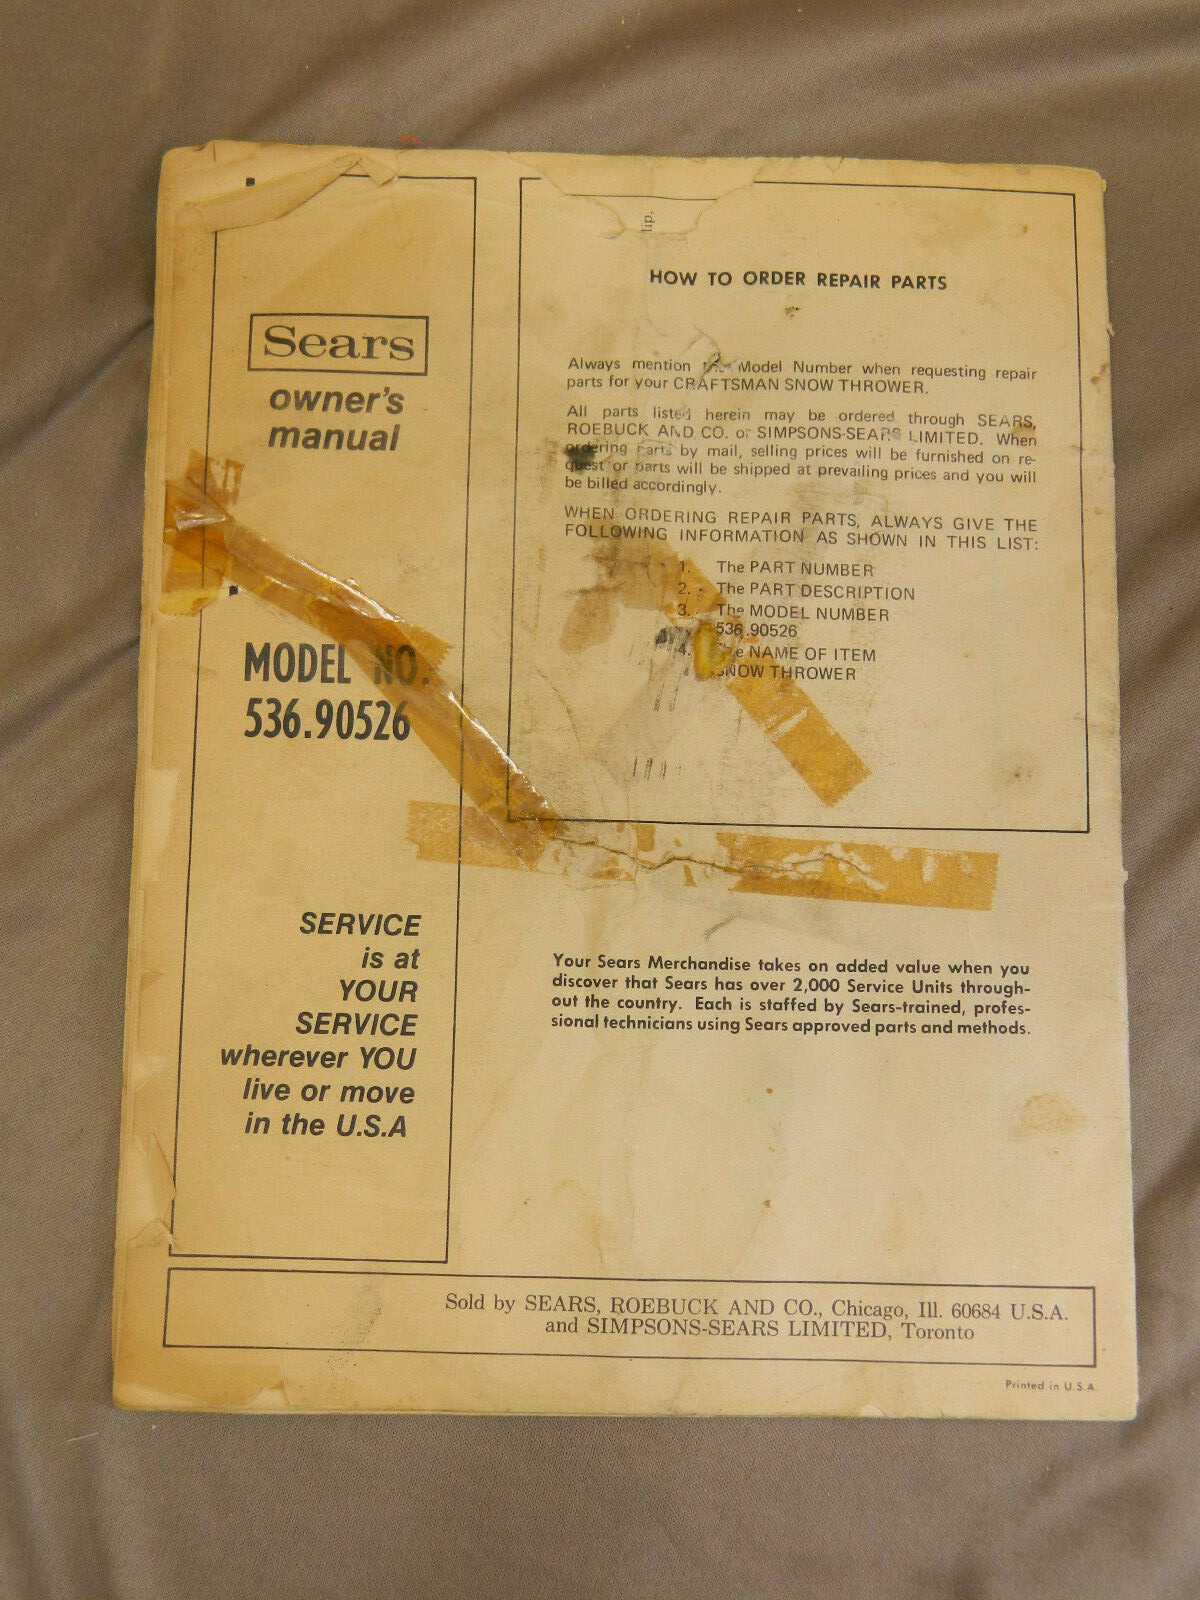 Sears
owner's
manual
MODEL NO.
536.90526
SERVICE
is at
YOUR
SERVICE
wherever YOU
live or move
in the U.S.A
HOW TO ORDER REPAIR PARTS
Always mention the Model Number when requesting repair
parts for your CRAFTSMAN SNOW THROWER.
All parts listed herein may be ordered through SEARS,
ROEBUCK AND CO. or SIMPSONS-SEARS LIMITED. When
ordering parts by mail, selling prices will be furnished on re-
quest or parts will be shipped at prevailing prices and you will
be billed accordingly.
WHEN ORDERING REPAIR PARTS, ALWAYS GIVE THE
FOLLOWING INFORMATION AS SHOWN IN THIS LIST:
1. The PART NUMBER
2. The PART DESCRIPTION
3. The MODEL NUMBER
536.90526
4. The NAME OF ITEM
SNOW THROWER
Your Sears Merchandise takes on added value when you
discover that Sears has over 2,000 Service Units through-
out the country. Each is staffed by Sears-trained, profes-
sional technicians using Sears approved parts and methods.
Sold by SEARS, ROEBUCK AND CO., Chicago, Ill. 60684 U.S.A.
and SIMPSONS-SEARS LIMITED, Toronto
Printed in U.S.A.